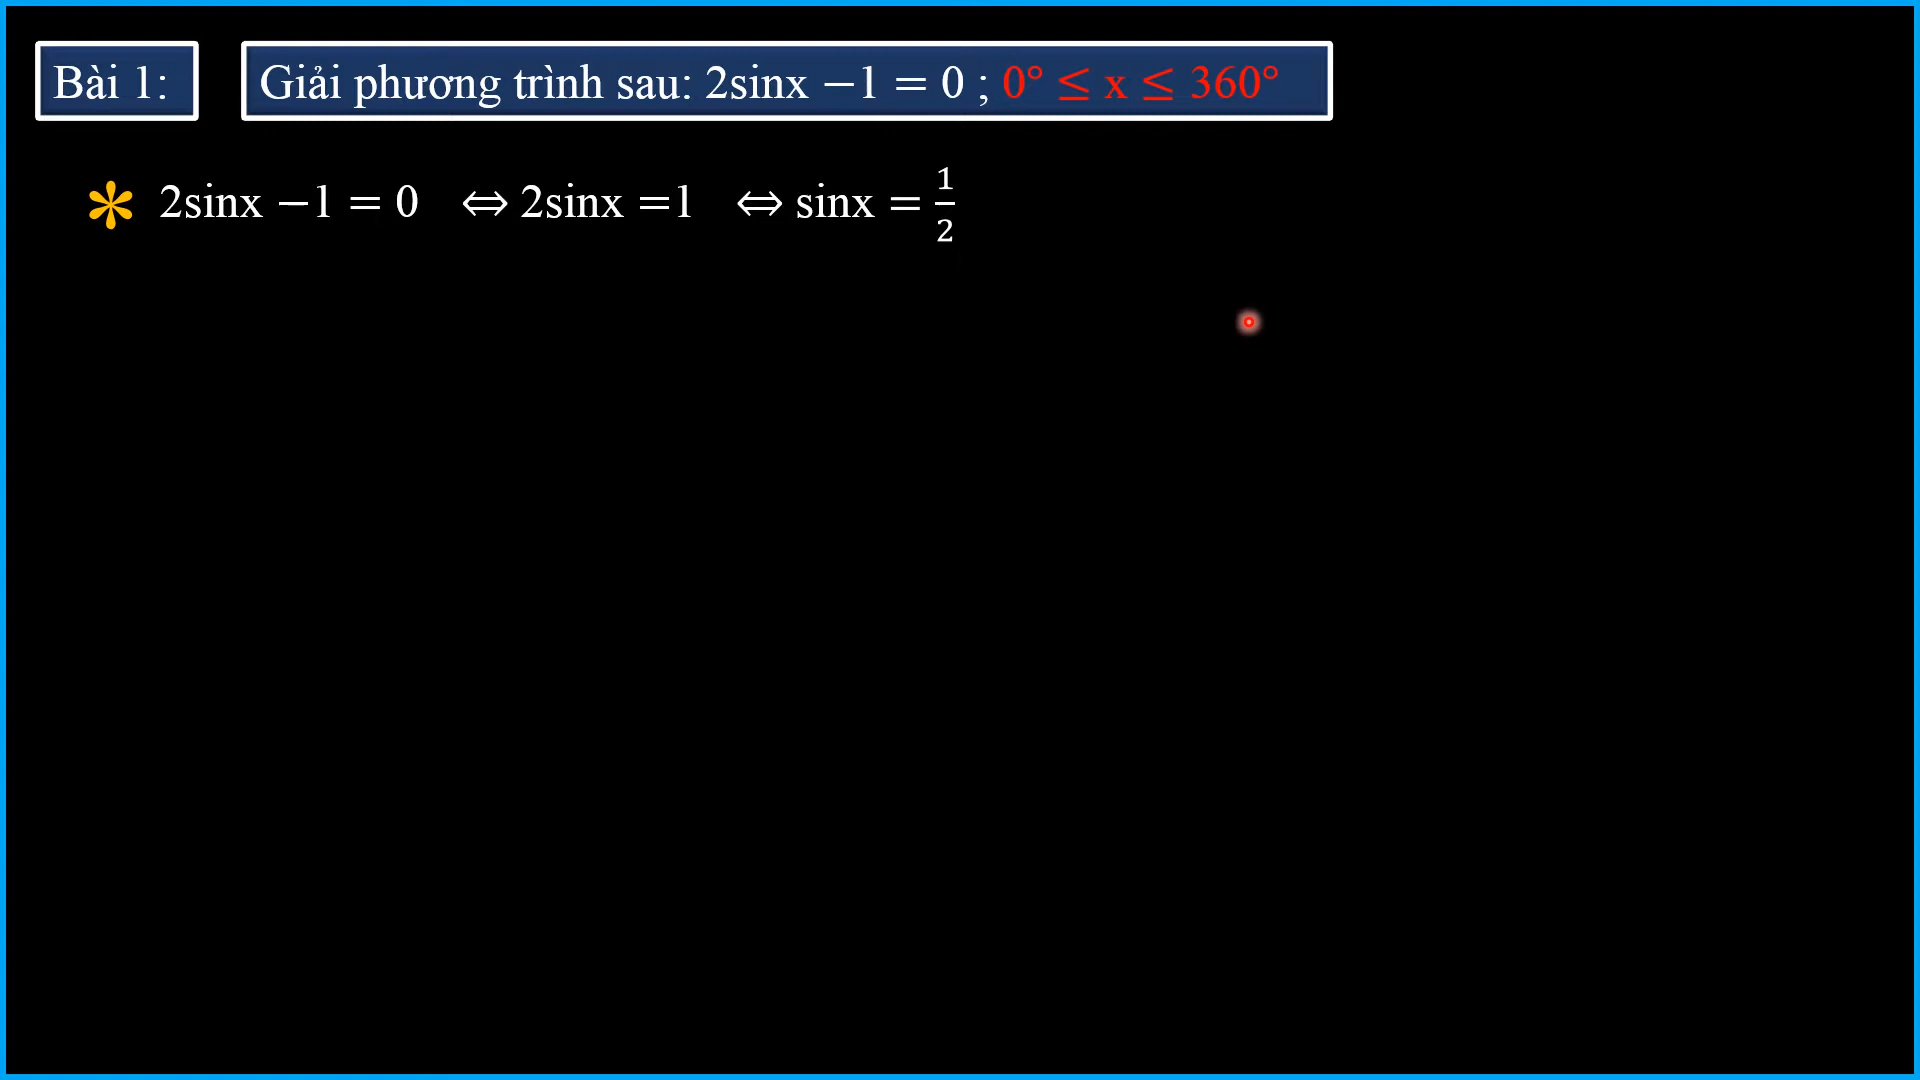 Bài 1: Giải phương trình sau: 2sinx −1 = 0 ; 0° ≤ x ≤ 360°
* 2sinx −1 = 0 ⇔ 2sinx =1 ⇔ sinx = 1/2